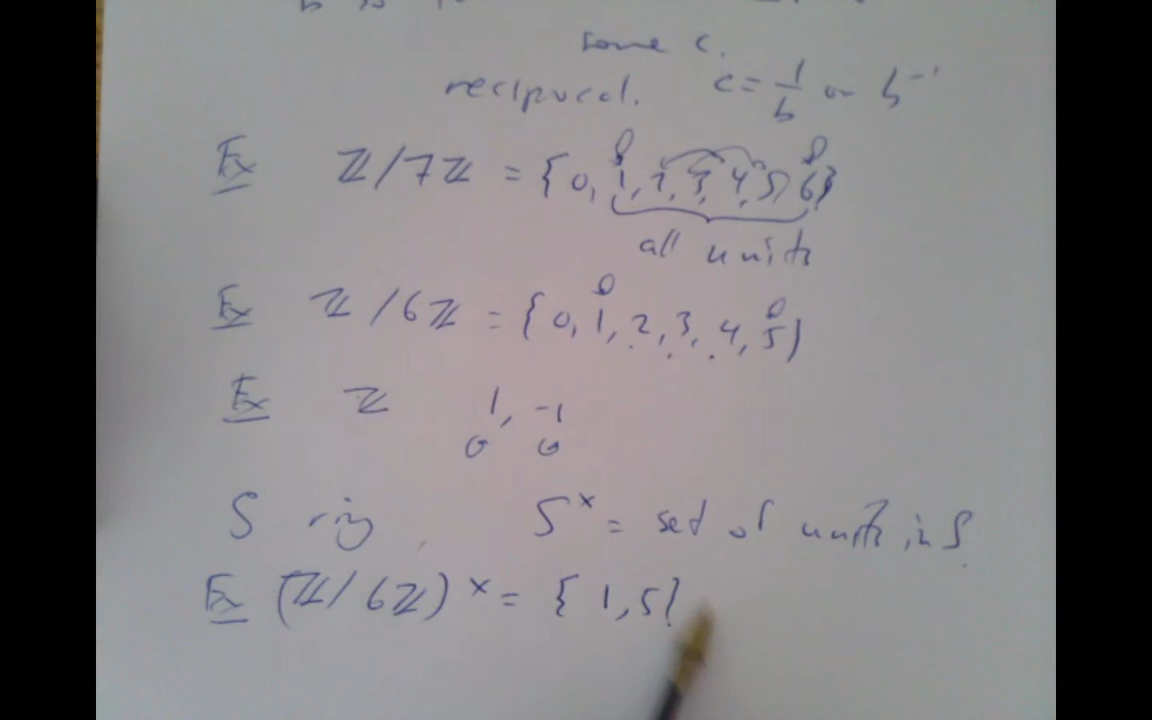 some c.
reciprocal. c = 1/b or b⁻¹
Ex ℤ/7ℤ = {0, 1, 2, 3, 4, 5, 6}
all units
Ex ℤ/6ℤ = {0, 1, 2, 3, 4, 5}
Ex ℤ 1, -1
S ring, S^× = set of units in S.
Ex (ℤ/6ℤ)^× = {1, 5}